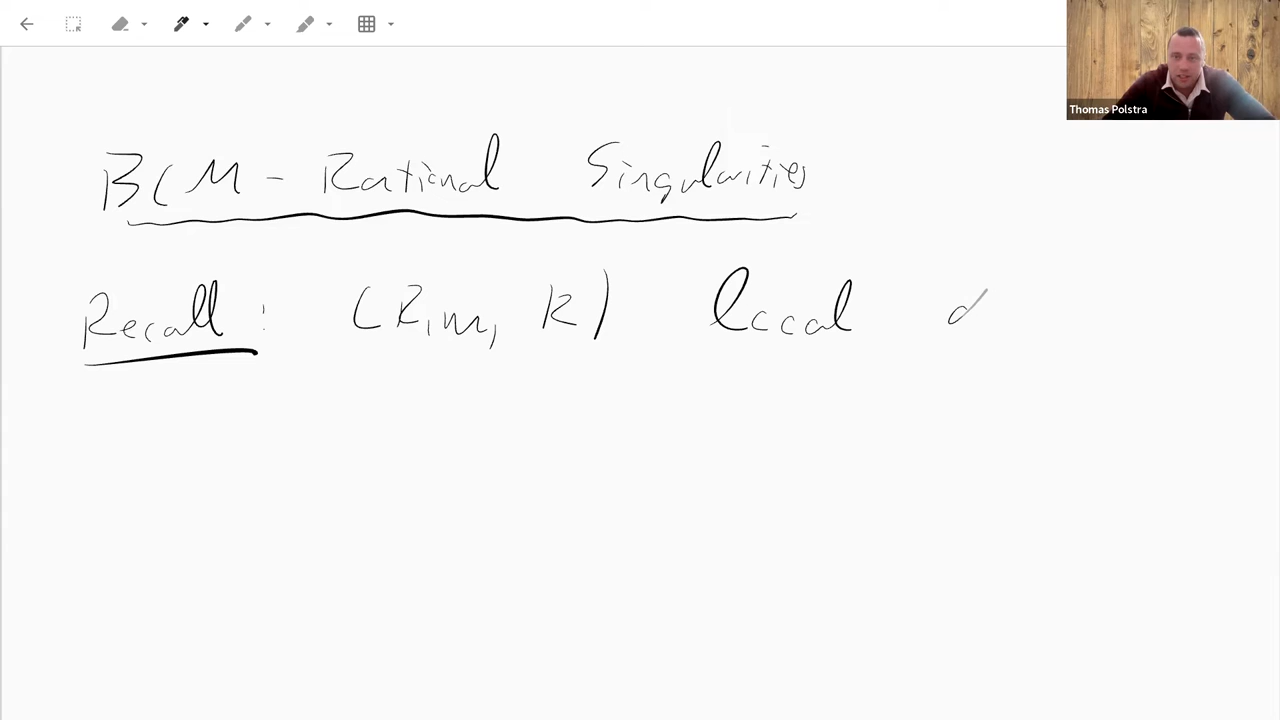 Thomas Polstra
BCM - Rational Singularities
Recall: (R, m, k) local d